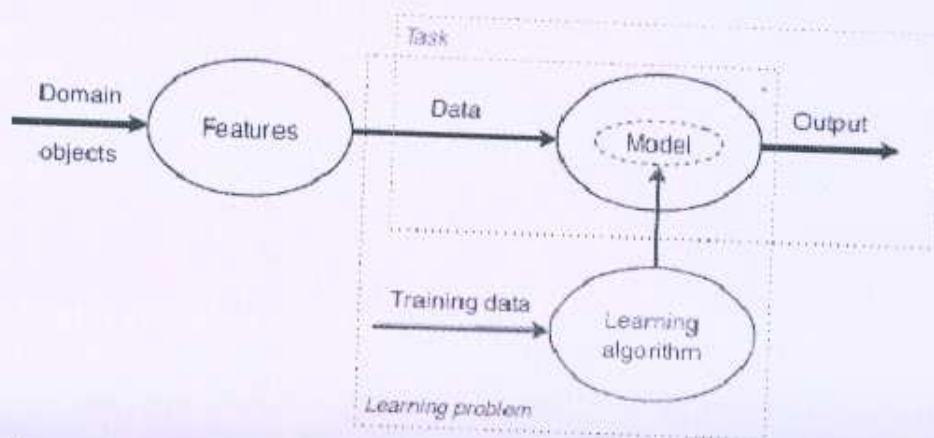 Task
Domain
objects
Features
Data
Model
Output
Training data
Learning
algorithm
Learning problem